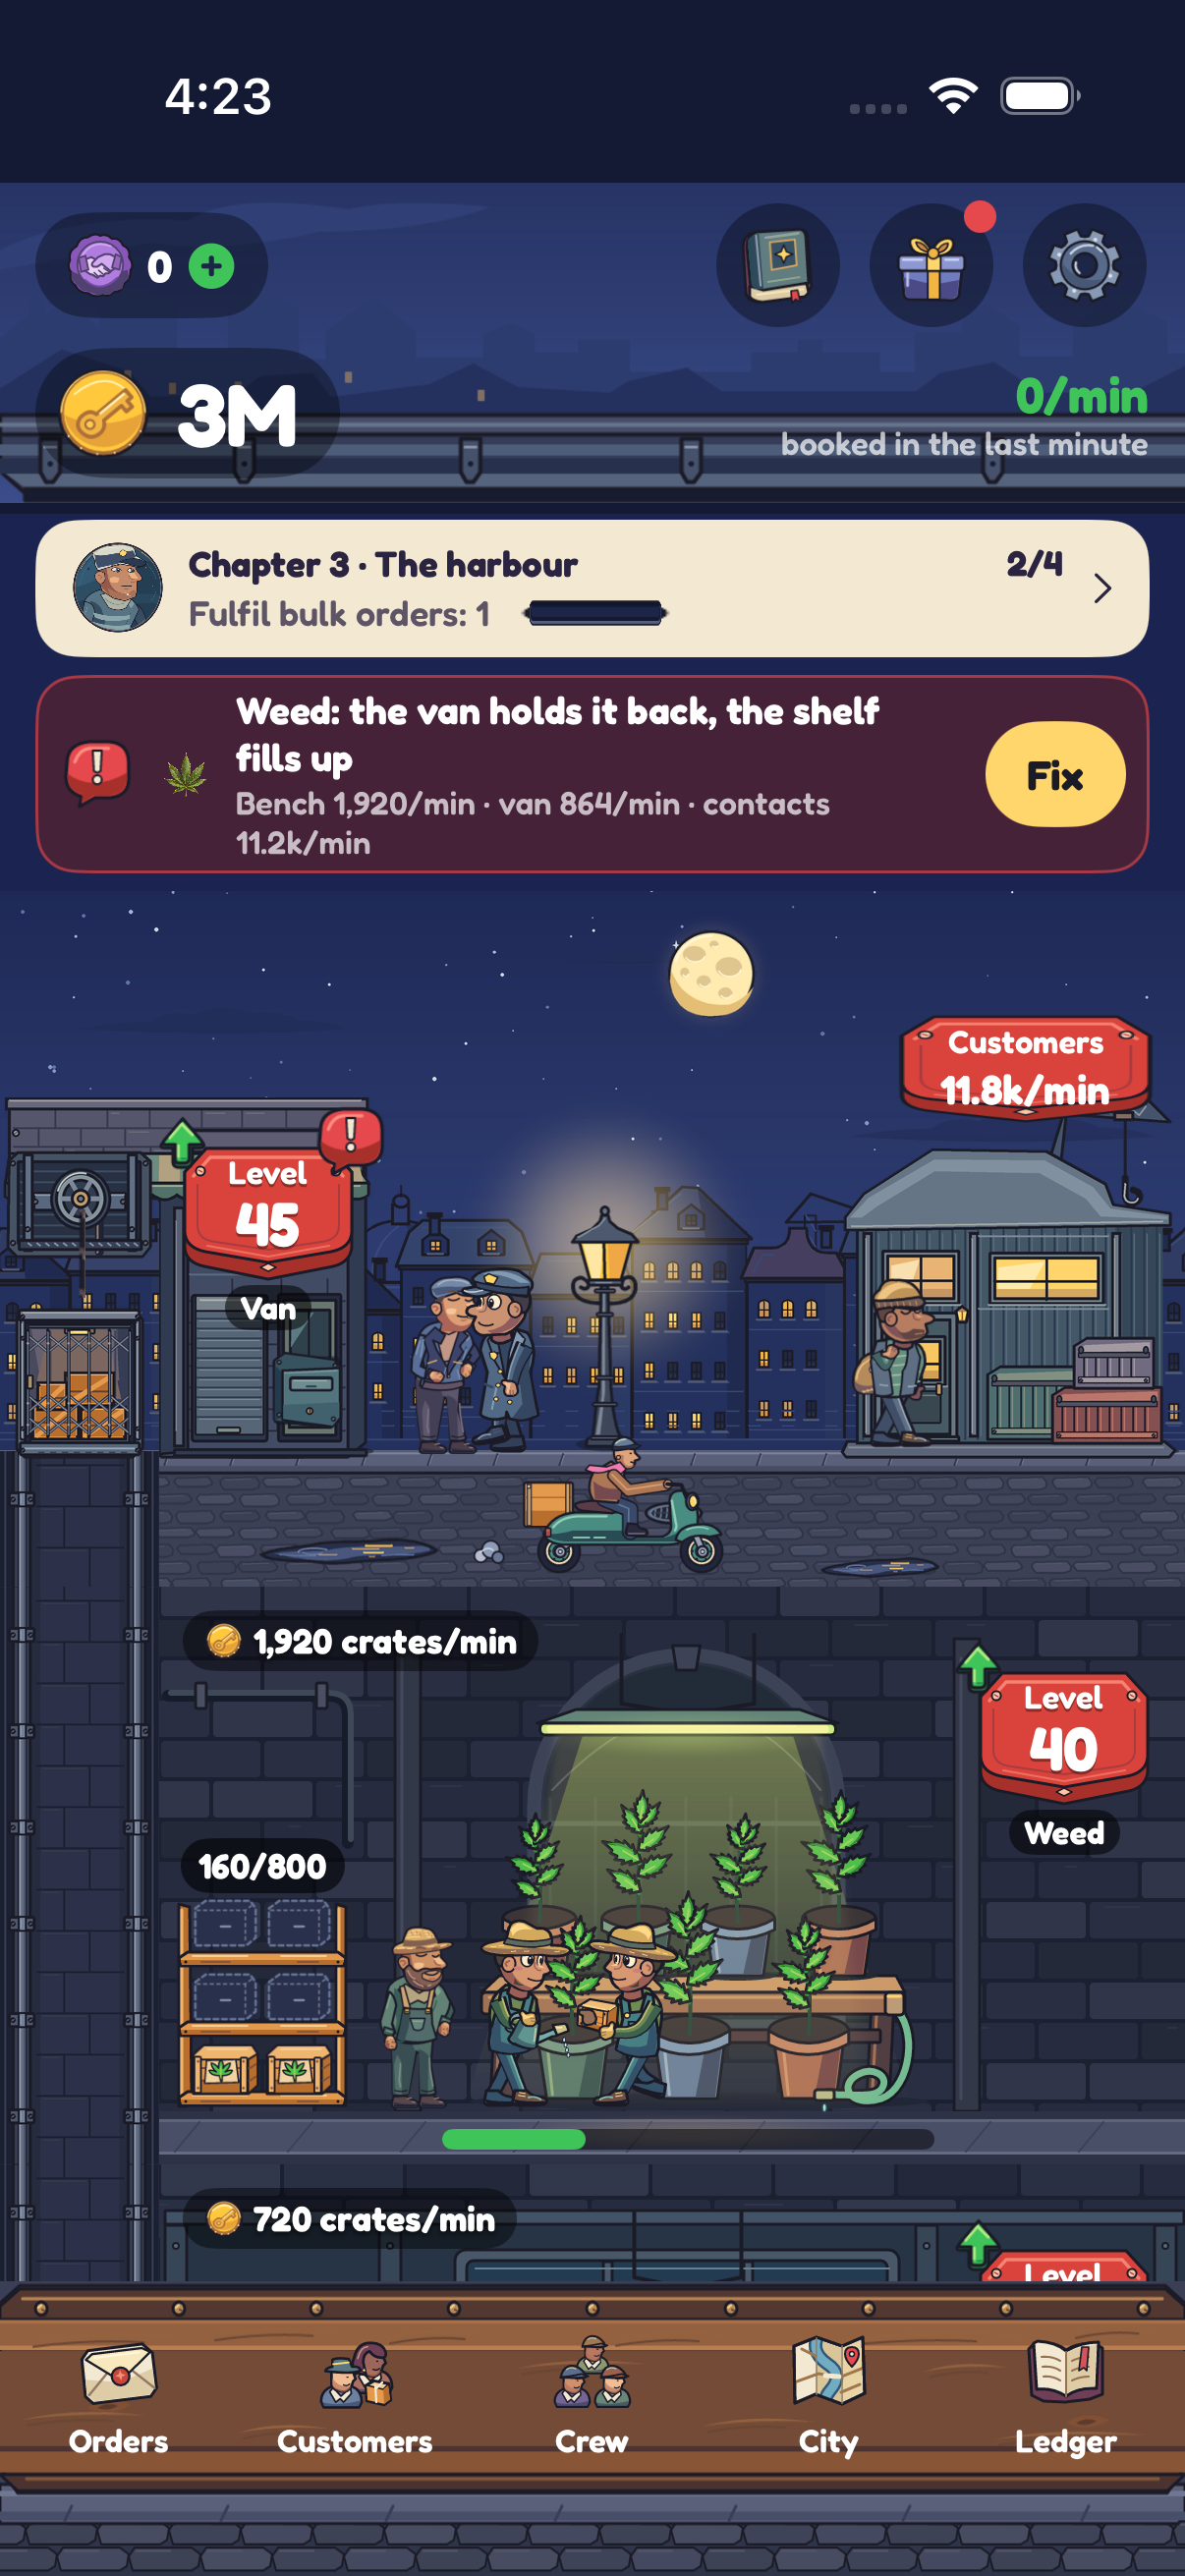 4:23
0
3M
0/min
booked in the last minute
Chapter 3 · The harbour
2/4
Fulfil bulk orders: 1
Weed: the van holds it back, the shelf
fills up
Bench 1,920/min · van 864/min · contacts
11.2k/min
Fix
Customers
11.8k/min
Level
45
Van
1,920 crates/min
Level
40
Weed
160/800
720 crates/min
Level
Orders
Customers
Crew
City
Ledger